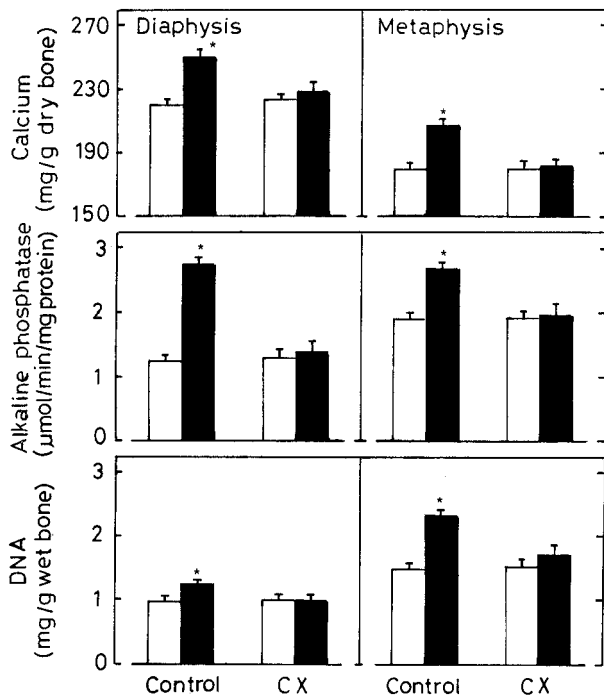 Diaphysis
Metaphysis
Calcium
(mg/g dry bone)
270
230
190
150
*
*
Alkaline phosphatase
(µmol/min/mg protein)
3
2
1
0
*
*
DNA
(mg/g wet bone)
3
2
1
0
*
*
Control
CX
Control
CX